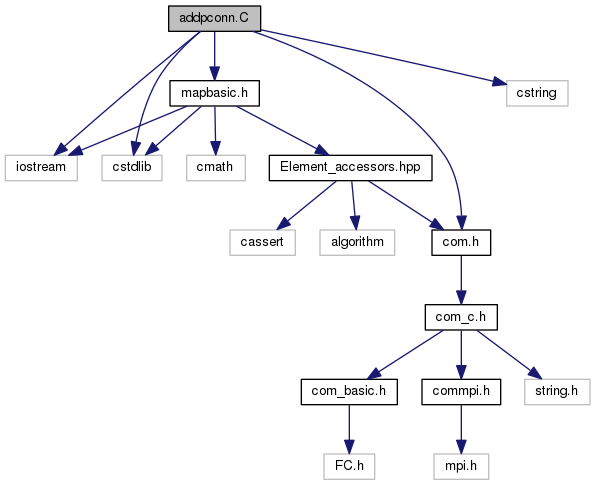 addpconn.C
mapbasic.h
cstring
iostream
cstdlib
cmath
Element_accessors.hpp
cassert
algorithm
com.h
com_c.h
com_basic.h
commpi.h
string.h
FC.h
mpi.h